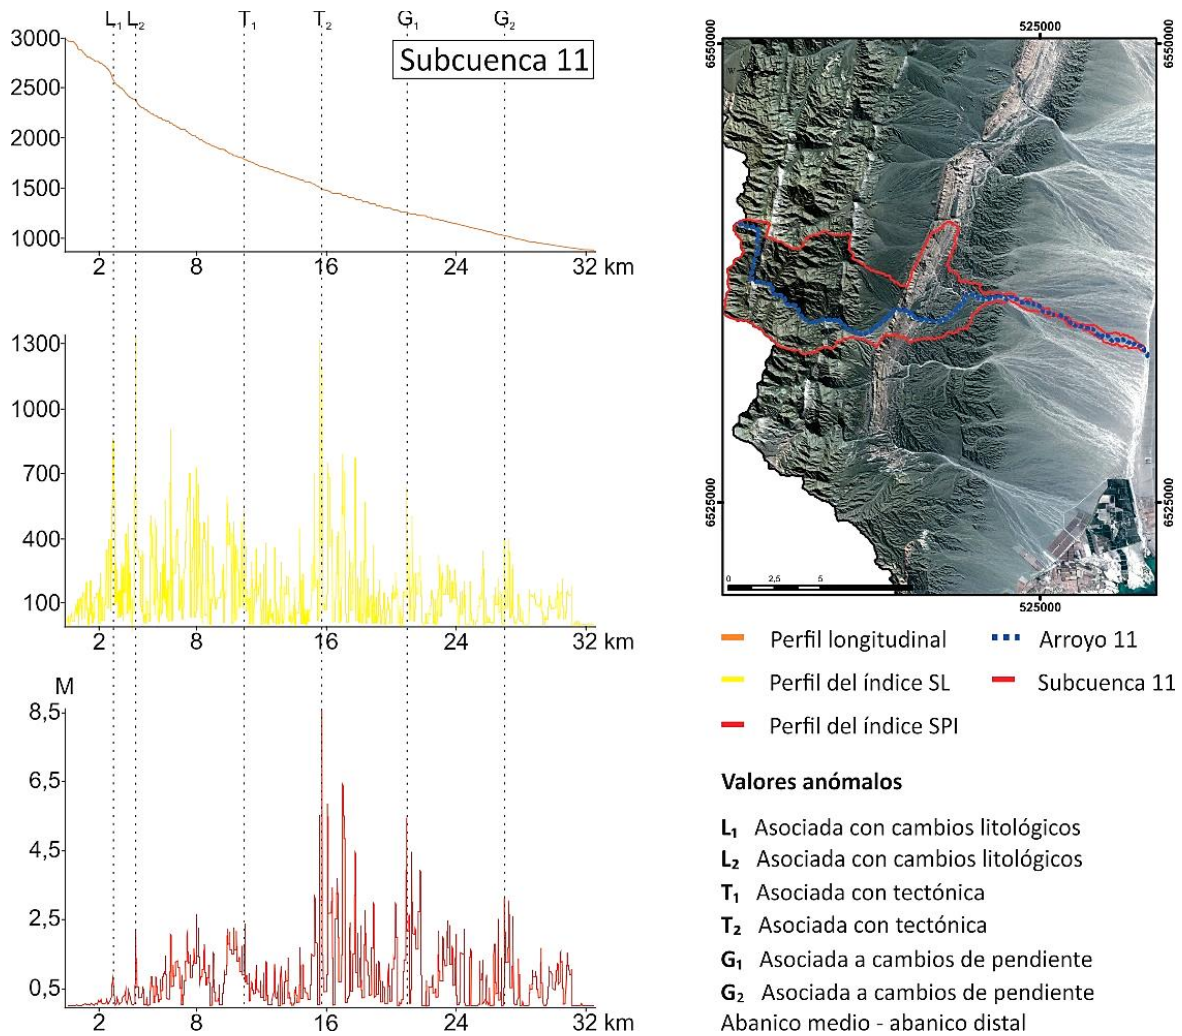 L₁ L₂ T₁ T₂ G₁ G₂
Subcuenca 11
3000
2500
2000
1500
1000
2 8 16 24 32 km
1300
1000
700
400
100
2 8 16 24 32 km
M
8,5
6,5
4,5
2,5
0,5
2 8 16 24 32 km
525000
6550000 6550000
6525000 6525000
0 2,5 5
525000
Perfil longitudinal
Perfil del índice SL
Perfil del índice SPI
Arroyo 11
Subcuenca 11
Valores anómalos
L₁ Asociada con cambios litológicos
L₂ Asociada con cambios litológicos
T₁ Asociada con tectónica
T₂ Asociada con tectónica
G₁ Asociada a cambios de pendiente
G₂ Asociada a cambios de pendiente
Abanico medio - abanico distal